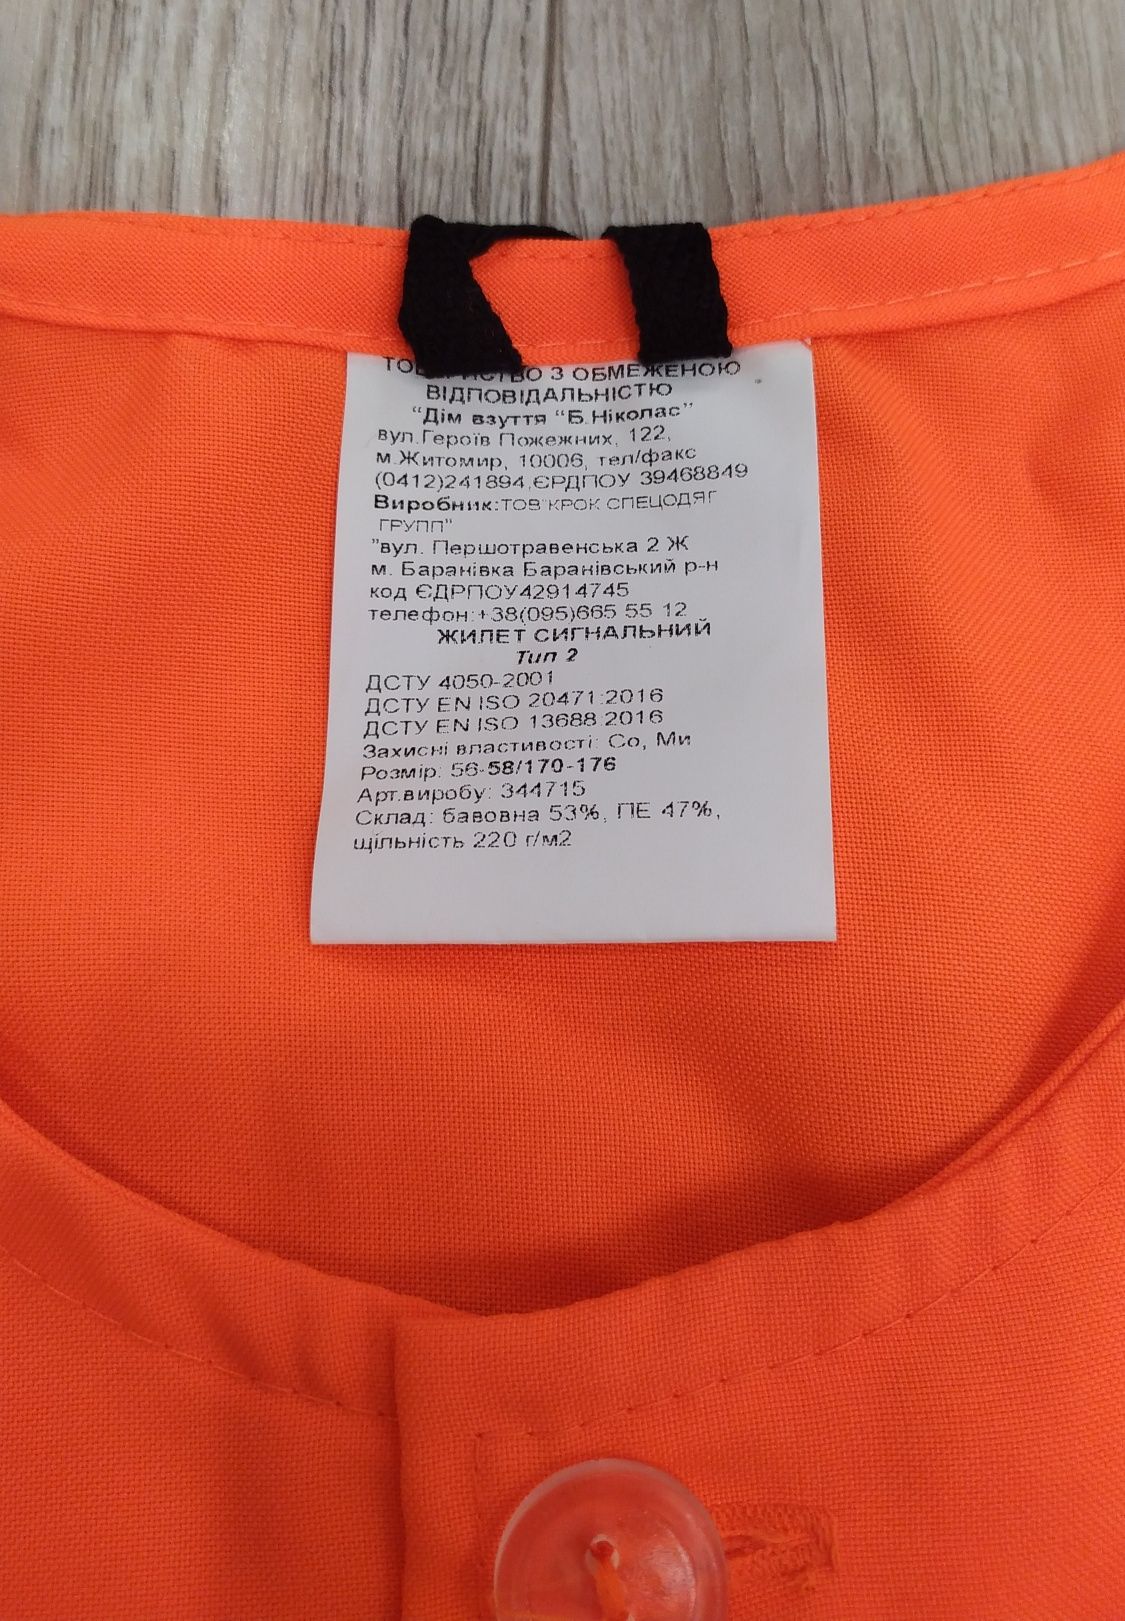 ТОВАРИСТВО З ОБМЕЖЕНОЮ
ВІДПОВІДАЛЬНІСТЮ
"Дім взуття "Б.Ніколас"
вул.Героїв Пожежних, 122,
м.Житомир, 10006, тел/факс
(0412)241894,ЄРДПОУ 39468849
Виробник:ТОВ"КРОК СПЕЦОДЯГ
ГРУПП"
"вул. Першотравенська 2 Ж
м. Баранівка Баранівський р-н
код ЄДРПОУ42914745
телефон:+38(095)665 55 12
ЖИЛЕТ СИГНАЛЬНИЙ
Тип 2
ДСТУ 4050-2001
ДСТУ EN ISO 20471:2016
ДСТУ EN ISO 13688:2016
Захисні властивості: Со, Ми
Розмір: 56-58/170-176
Арт.виробу: 344715
Склад: бавовна 53%, ПЕ 47%,
щільність 220 г/м2